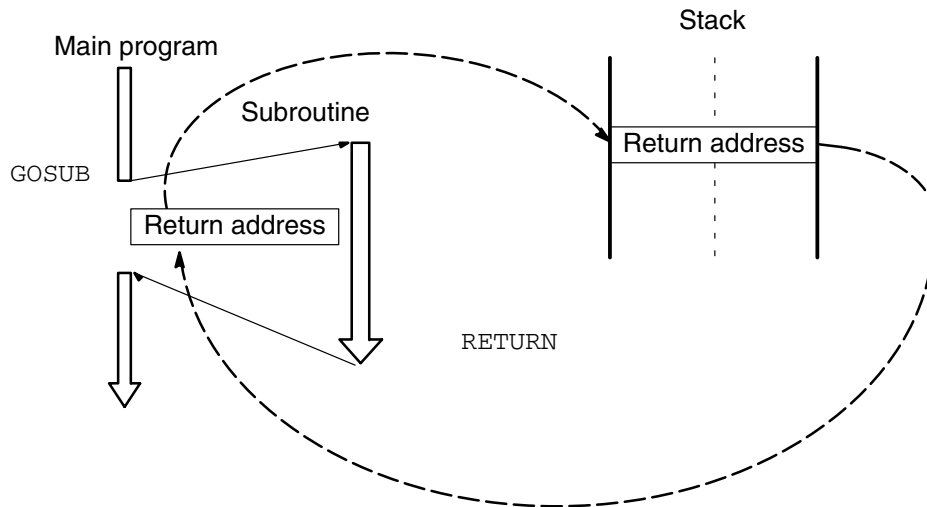 Stack
Main program
Subroutine
Return address
GOSUB
Return address
RETURN